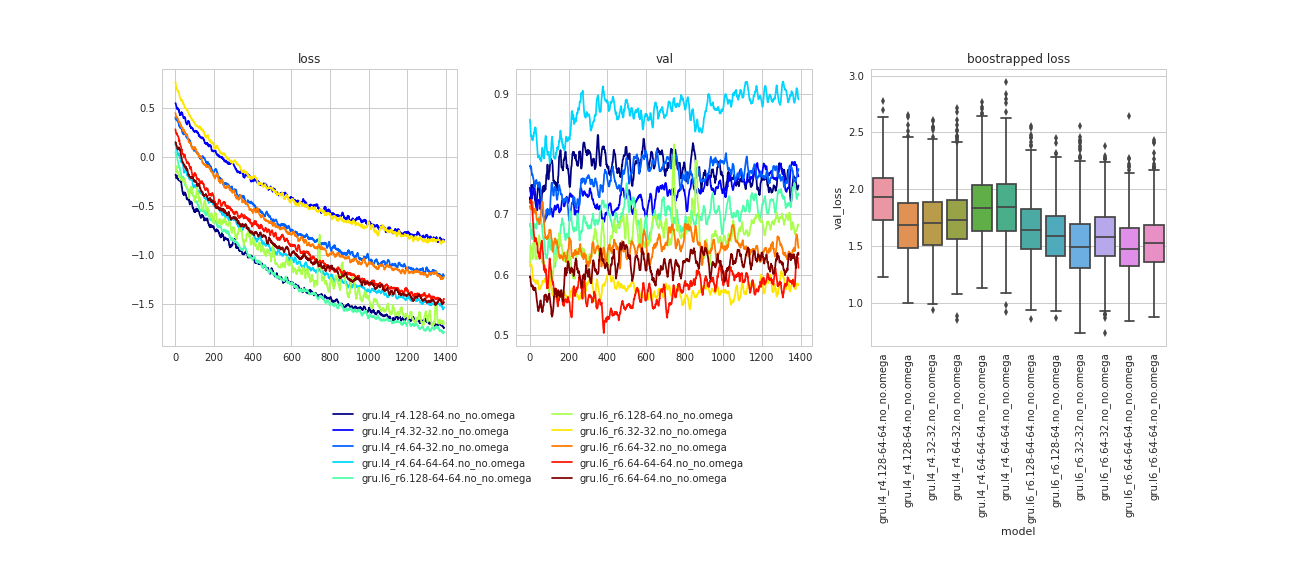 loss
0.5
0.0
−0.5
−1.0
−1.5
0 200 400 600 800 1000 1200 1400
val
0.9
0.8
0.7
0.6
0.5
0 200 400 600 800 1000 1200 1400
boostrapped loss
val_loss
3.0
2.5
2.0
1.5
1.0
gru.l4_r4.128-64-64.no_no.omega
gru.l4_r4.128-64.no_no.omega
gru.l4_r4.32-32.no_no.omega
gru.l4_r4.64-32.no_no.omega
gru.l4_r4.64-64-64.no_no.omega
gru.l4_r4.64-64.no_no.omega
gru.l6_r6.128-64-64.no_no.omega
gru.l6_r6.128-64.no_no.omega
gru.l6_r6.32-32.no_no.omega
gru.l6_r6.64-32.no_no.omega
gru.l6_r6.64-64-64.no_no.omega
gru.l6_r6.64-64.no_no.omega
model
gru.l4_r4.128-64.no_no.omega
gru.l4_r4.32-32.no_no.omega
gru.l4_r4.64-32.no_no.omega
gru.l4_r4.64-64-64.no_no.omega
gru.l6_r6.128-64-64.no_no.omega
gru.l6_r6.128-64.no_no.omega
gru.l6_r6.32-32.no_no.omega
gru.l6_r6.64-32.no_no.omega
gru.l6_r6.64-64-64.no_no.omega
gru.l6_r6.64-64.no_no.omega